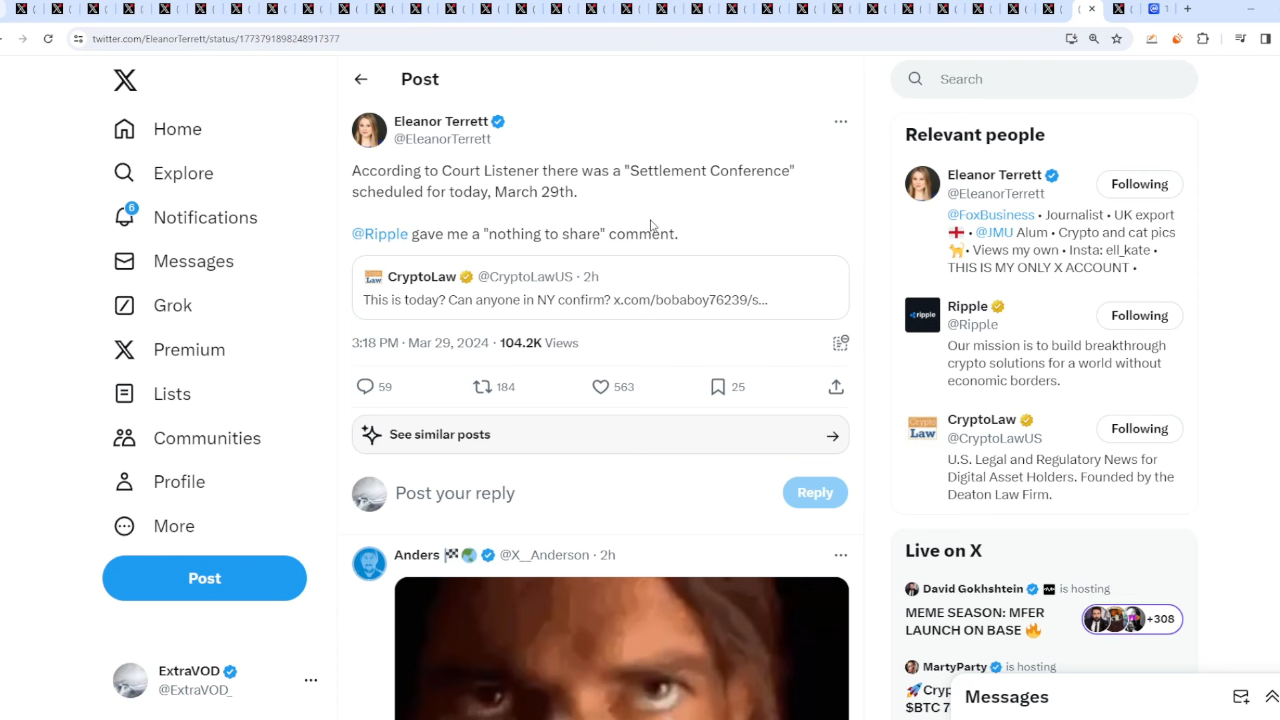 twitter.com/EleanorTerrett/status/1773791898248917377
Home
Explore
6
Notifications
Messages
Grok
Premium
Lists
Communities
Profile
More
Post
ExtraVOD
@ExtraVOD_
Post
Eleanor Terrett
@EleanorTerrett
According to Court Listener there was a "Settlement Conference"
scheduled for today, March 29th.
@Ripple gave me a "nothing to share" comment.
CryptoLaw @CryptoLawUS · 2h
This is today? Can anyone in NY confirm? x.com/bobaboy76239/s...
3:18 PM · Mar 29, 2024 · 104.2K Views
59 184 563 25
See similar posts
Post your reply
Reply
Anders @X__Anderson · 2h
Search
Relevant people
Eleanor Terrett
@EleanorTerrett
Following
@FoxBusiness • Journalist • UK export
• @JMU Alum • Crypto and cat pics
• Views my own • Insta: ell_kate •
THIS IS MY ONLY X ACCOUNT •
ripple
Ripple
@Ripple
Following
Our mission is to build breakthrough
crypto solutions for a world without
economic borders.
Crypto
Law
CryptoLaw
@CryptoLawUS
Following
U.S. Legal and Regulatory News for
Digital Asset Holders. Founded by the
Deaton Law Firm.
Live on X
David Gokhshtein is hosting
MEME SEASON: MFER
LAUNCH ON BASE
+308
MartyParty is hosting
$BTC 7
Messages